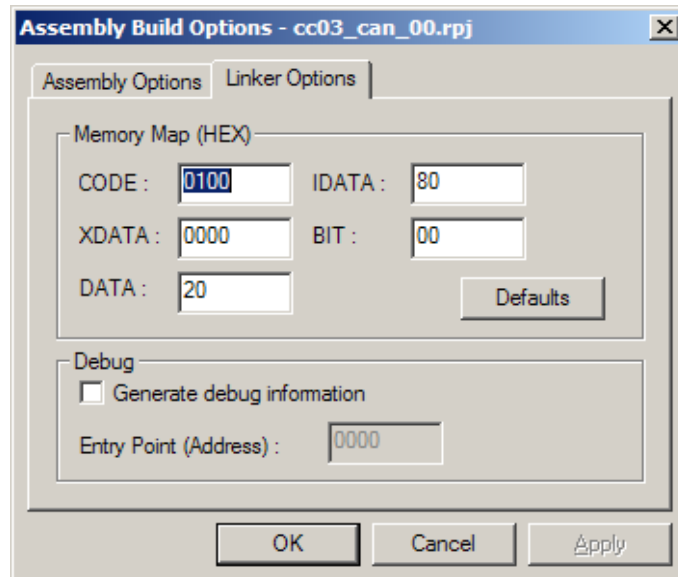 Assembly Build Options - cc03_can_00.rpj
Assembly Options Linker Options
Memory Map (HEX)
CODE : 0100 IDATA : 80
XDATA : 0000 BIT : 00
DATA : 20 Defaults
Debug
Generate debug information
Entry Point (Address) : 0000
OK Cancel Apply